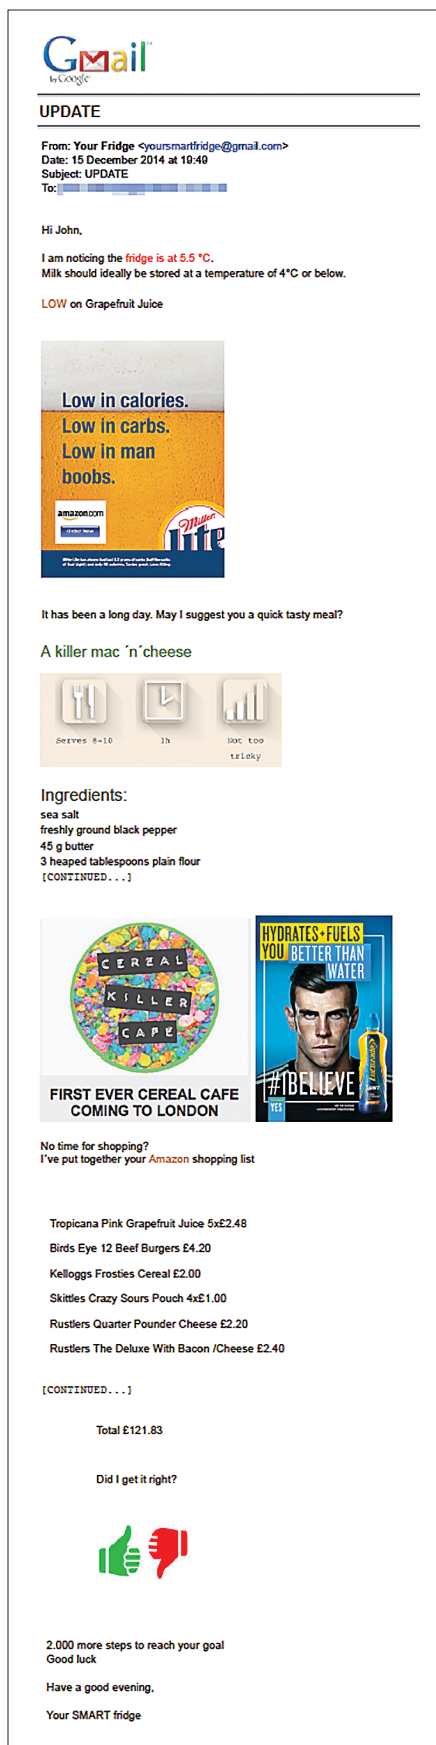 Gmail
by Google
UPDATE
From: Your Fridge <yoursmartfridge@gmail.com>
Date: 15 December 2014 at 19:49
Subject: UPDATE
To:
Hi John,
I am noticing the fridge is at 5.5 °C.
Milk should ideally be stored at a temperature of 4°C or below.
LOW on Grapefruit Juice
Low in calories.
Low in carbs.
Low in man
boobs.
amazon.com
Miller
lite
It has been a long day. May I suggest you a quick tasty meal?
A killer mac ´n´cheese
Serves 8-10
1h
Not too
tricky
Ingredients:
sea salt
freshly ground black pepper
45 g butter
3 heaped tablespoons plain flour
[CONTINUED...]
CEREAL
KILLER
CAFE
FIRST EVER CEREAL CAFE
COMING TO LONDON
HYDRATES+FUELS
YOU BETTER THAN
WATER
#IBELIEVE
YES
No time for shopping?
I´ve put together your Amazon shopping list
Tropicana Pink Grapefruit Juice 5x£2.48
Birds Eye 12 Beef Burgers £4.20
Kelloggs Frosties Cereal £2.00
Skittles Crazy Sours Pouch 4x£1.00
Rustlers Quarter Pounder Cheese £2.20
Rustlers The Deluxe With Bacon /Cheese £2.40
[CONTINUED...]
Total £121.83
Did I get it right?
2.000 more steps to reach your goal
Good luck
Have a good evening,
Your SMART fridge